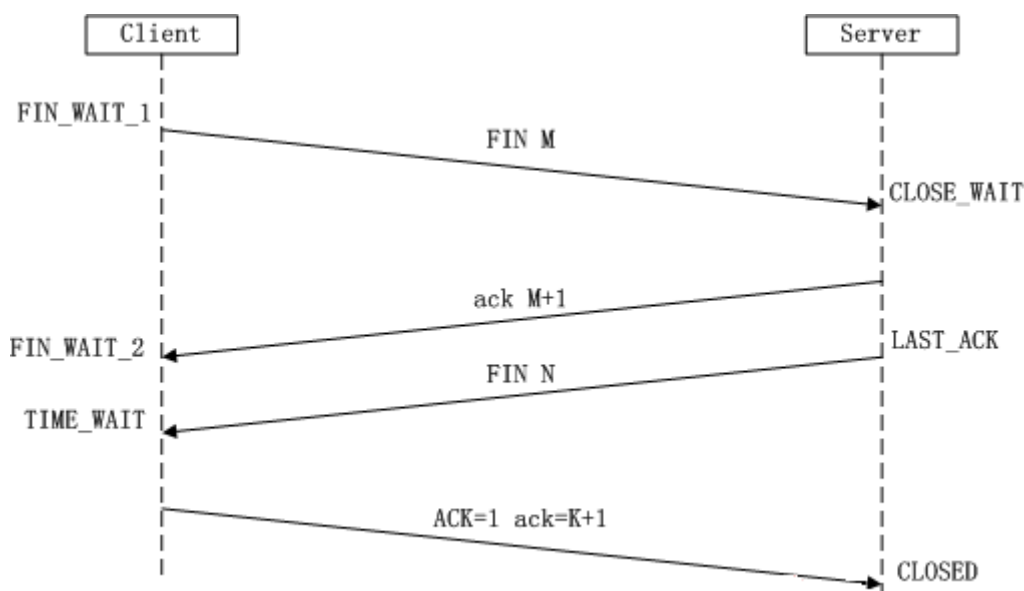 Client
Server
FIN_WAIT_1
FIN M
CLOSE_WAIT
ack M+1
FIN_WAIT_2
LAST_ACK
FIN N
TIME_WAIT
ACK=1 ack=K+1
CLOSED